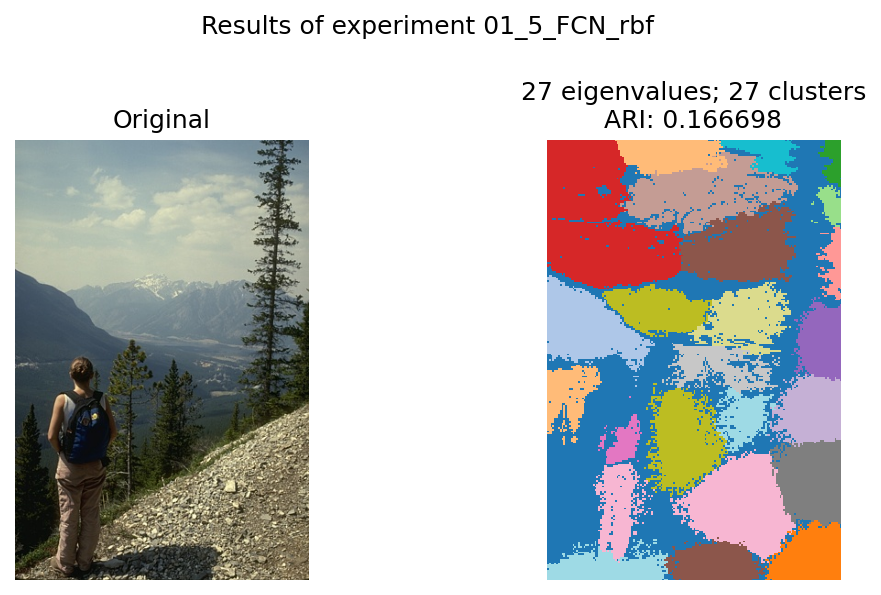 Results of experiment 01_5_FCN_rbf
Original
27 eigenvalues; 27 clusters
ARI: 0.166698